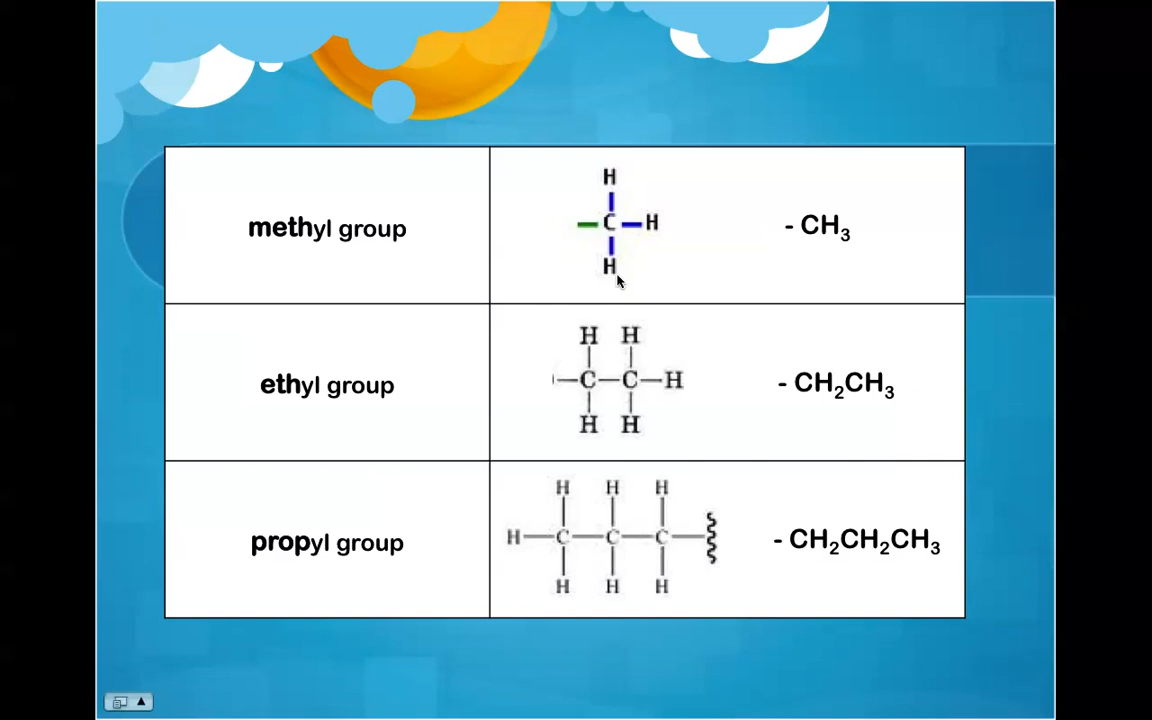 H
C H
H
methyl group
- CH₃
H H
C C H
H H
ethyl group
- CH₂CH₃
H H H
H C C C
H H H
propyl group
- CH₂CH₂CH₃